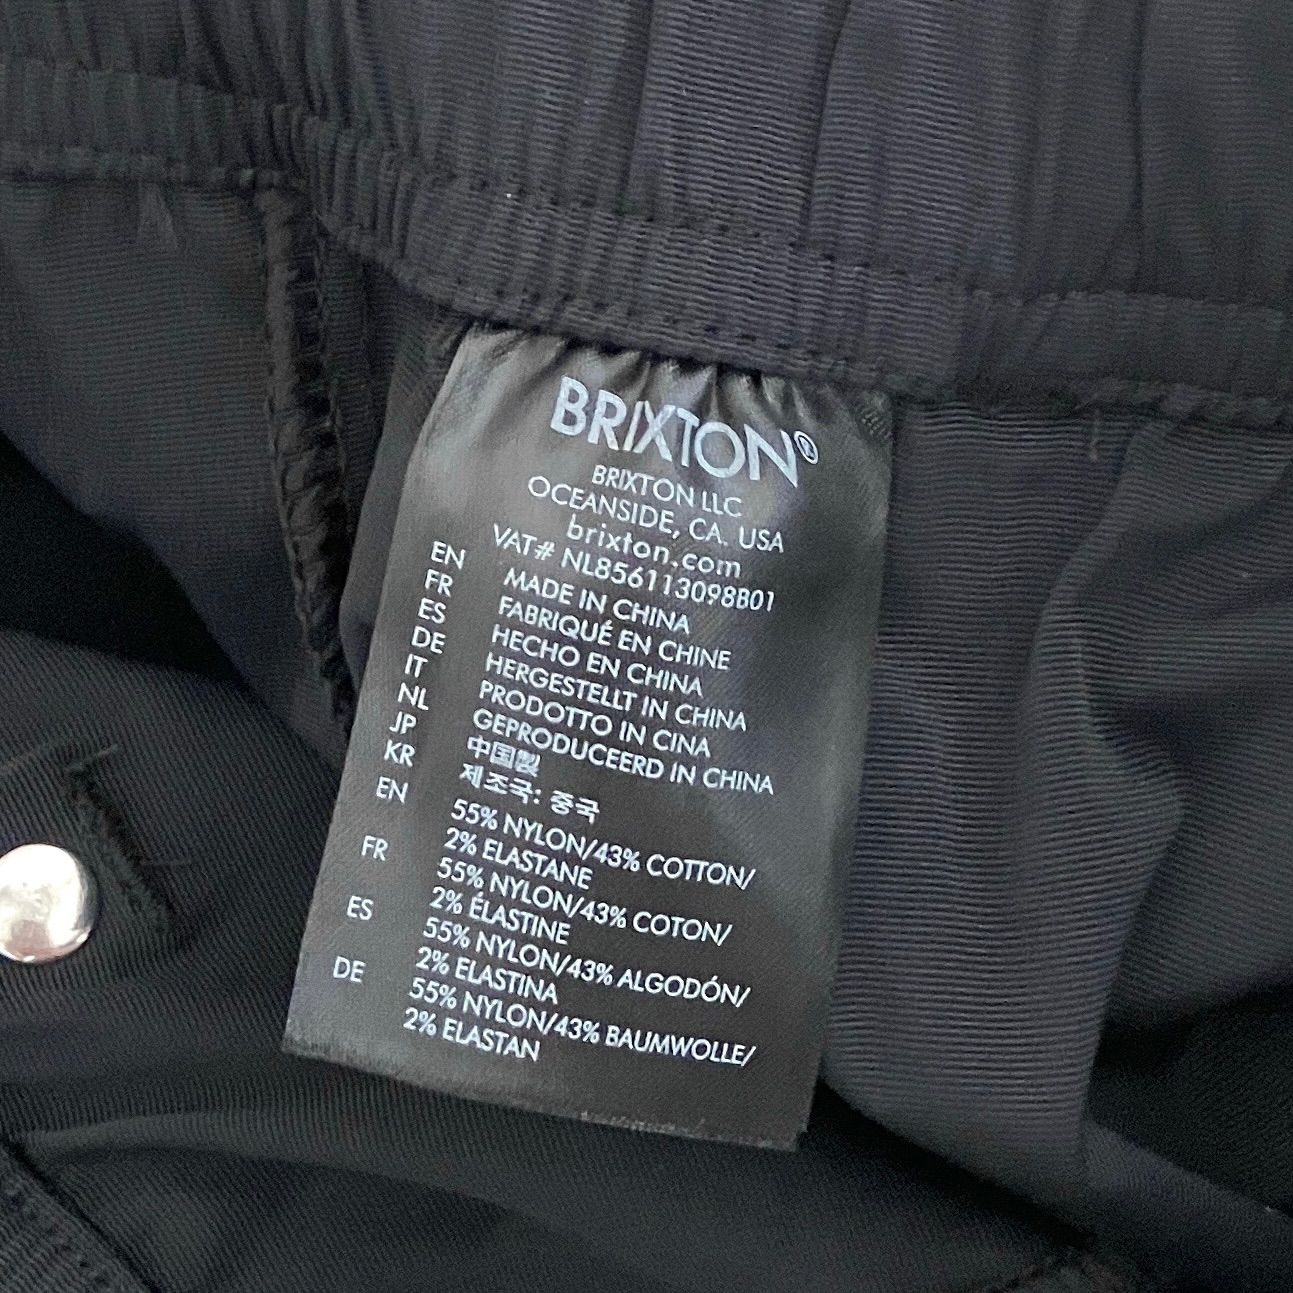 BRIXTON®
BRIXTON LLC
OCEANSIDE, CA. USA
brixton.com
VAT# NL856113098B01
EN MADE IN CHINA
FR FABRIQUÉ EN CHINE
ES HECHO EN CHINA
DE HERGESTELLT IN CHINA
IT PRODOTTO IN CINA
NL GEPRODUCEERD IN CHINA
JP 中国製
KR 제조국: 중국
EN 55% NYLON/43% COTTON/
2% ELASTANE
FR 55% NYLON/43% COTON/
2% ÉLASTINE
ES 55% NYLON/43% ALGODÓN/
2% ELASTINA
DE 55% NYLON/43% BAUMWOLLE/
2% ELASTAN